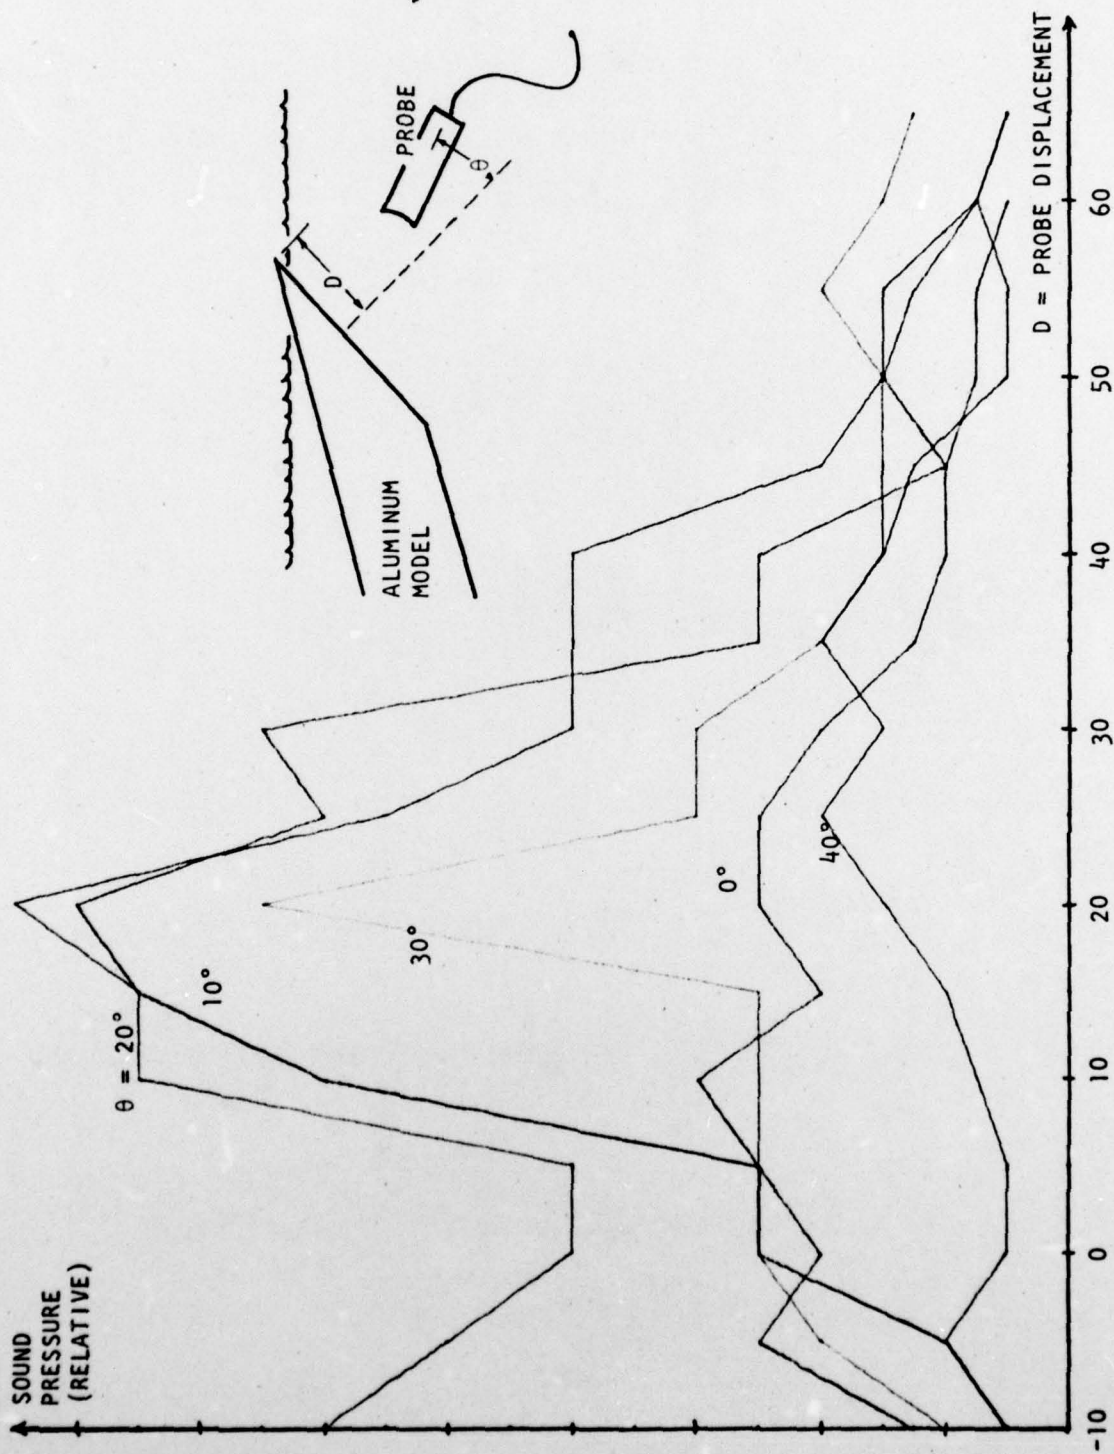 SOUND
PRESSURE
(RELATIVE)
θ = 20°
10°
30°
0°
40°
ALUMINUM
MODEL
D
PROBE
θ
-10
0
10
20
30
40
50
60
D = PROBE DISPLACEMENT